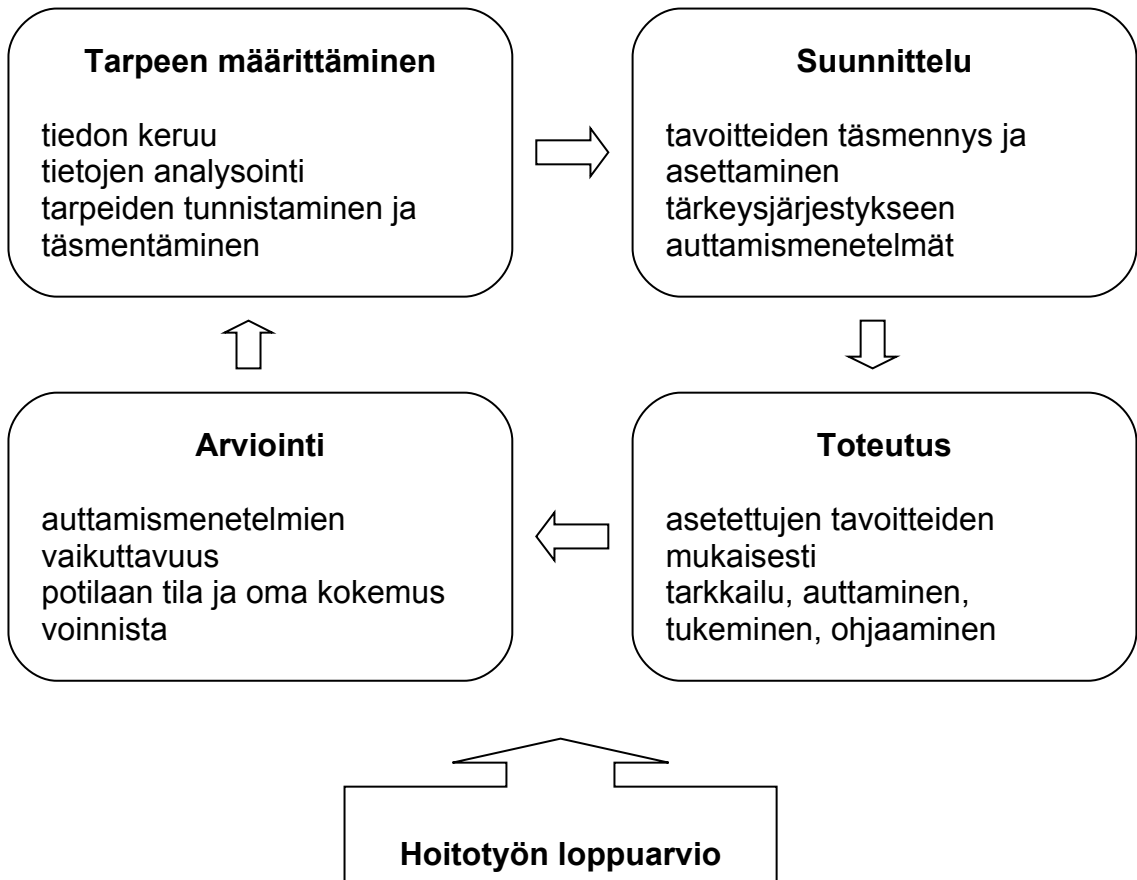 Tarpeen määrittäminen
tiedon keruu
tietojen analysointi
tarpeiden tunnistaminen ja
täsmentäminen
Suunnittelu
tavoitteiden täsmennys ja
asettaminen
tärkeysjärjestykseen
auttamismenetelmät
Arviointi
auttamismenetelmien
vaikuttavuus
potilaan tila ja oma kokemus
voinnista
Toteutus
asetettujen tavoitteiden
mukaisesti
tarkkailu, auttaminen,
tukeminen, ohjaaminen
Hoitotyön loppuarvio